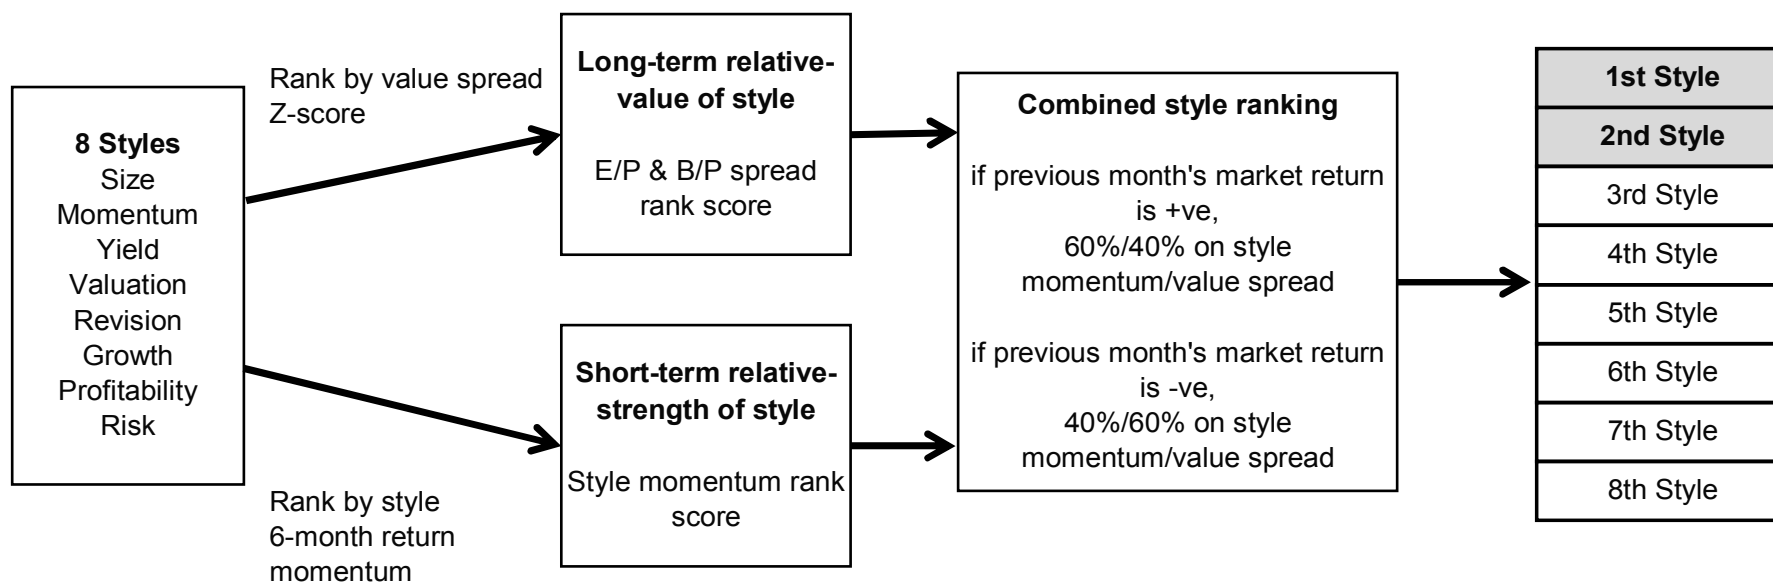 8 Styles
Size
Momentum
Yield
Valuation
Revision
Growth
Profitability
Risk
Rank by value spread
Z-score
Rank by style
6-month return
momentum
Long-term relative-
value of style
E/P & B/P spread
rank score
Short-term relative-
strength of style
Style momentum rank
score
Combined style ranking
if previous month's market return
is +ve,
60%/40% on style
momentum/value spread
if previous month's market return
is -ve,
40%/60% on style
momentum/value spread
1st Style
2nd Style
3rd Style
4th Style
5th Style
6th Style
7th Style
8th Style